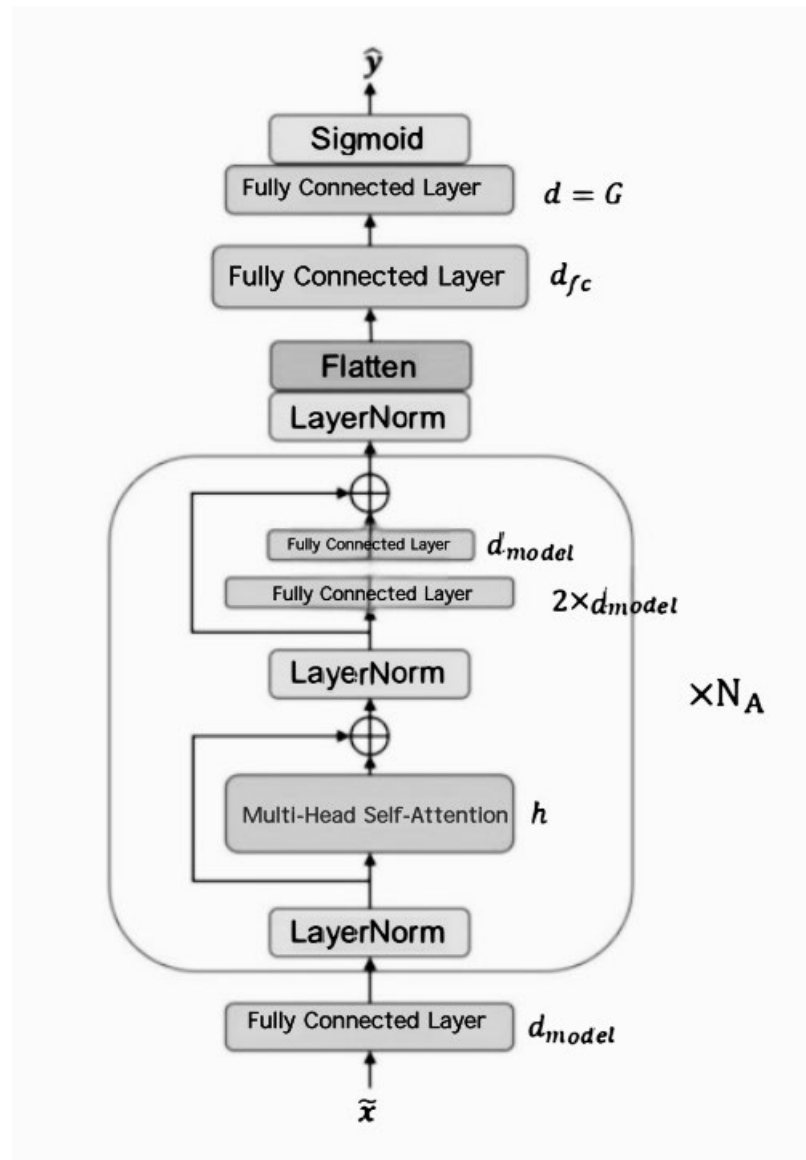 ŷ
Sigmoid
Fully Connected Layer d = G
Fully Connected Layer d_fc
Flatten
LayerNorm
Fully Connected Layer d_model
Fully Connected Layer 2×d_model
LayerNorm
×N_A
Multi-Head Self-Attention h
LayerNorm
Fully Connected Layer d_model
x̃